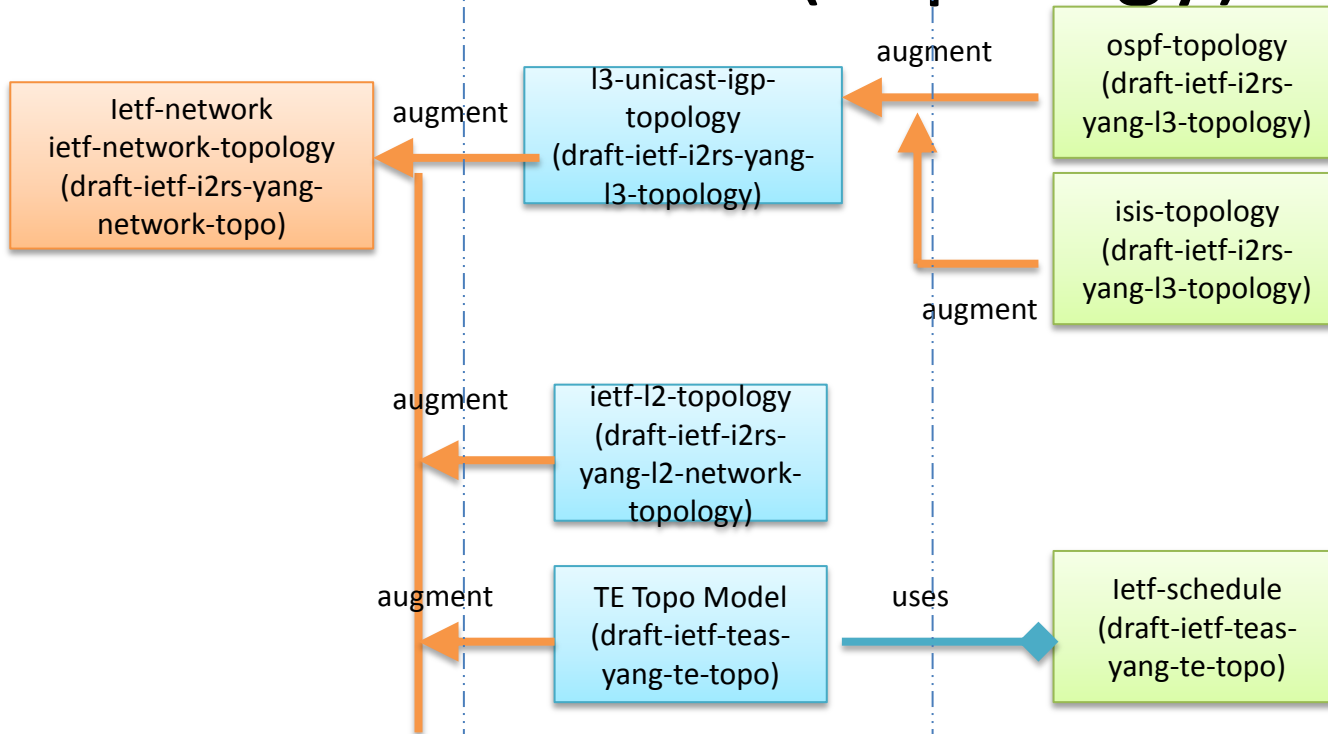 augment
ospf-topology
(draft-ietf-i2rs-
yang-l3-topology)
Ietf-network
ietf-network-topology
(draft-ietf-i2rs-yang-
network-topo)
augment
l3-unicast-igp-
topology
(draft-ietf-i2rs-yang-
l3-topology)
isis-topology
(draft-ietf-i2rs-
yang-l3-topology)
augment
augment
ietf-l2-topology
(draft-ietf-i2rs-
yang-l2-network-
topology)
augment
TE Topo Model
(draft-ietf-teas-
yang-te-topo)
uses
Ietf-schedule
(draft-ietf-teas-
yang-te-topo)